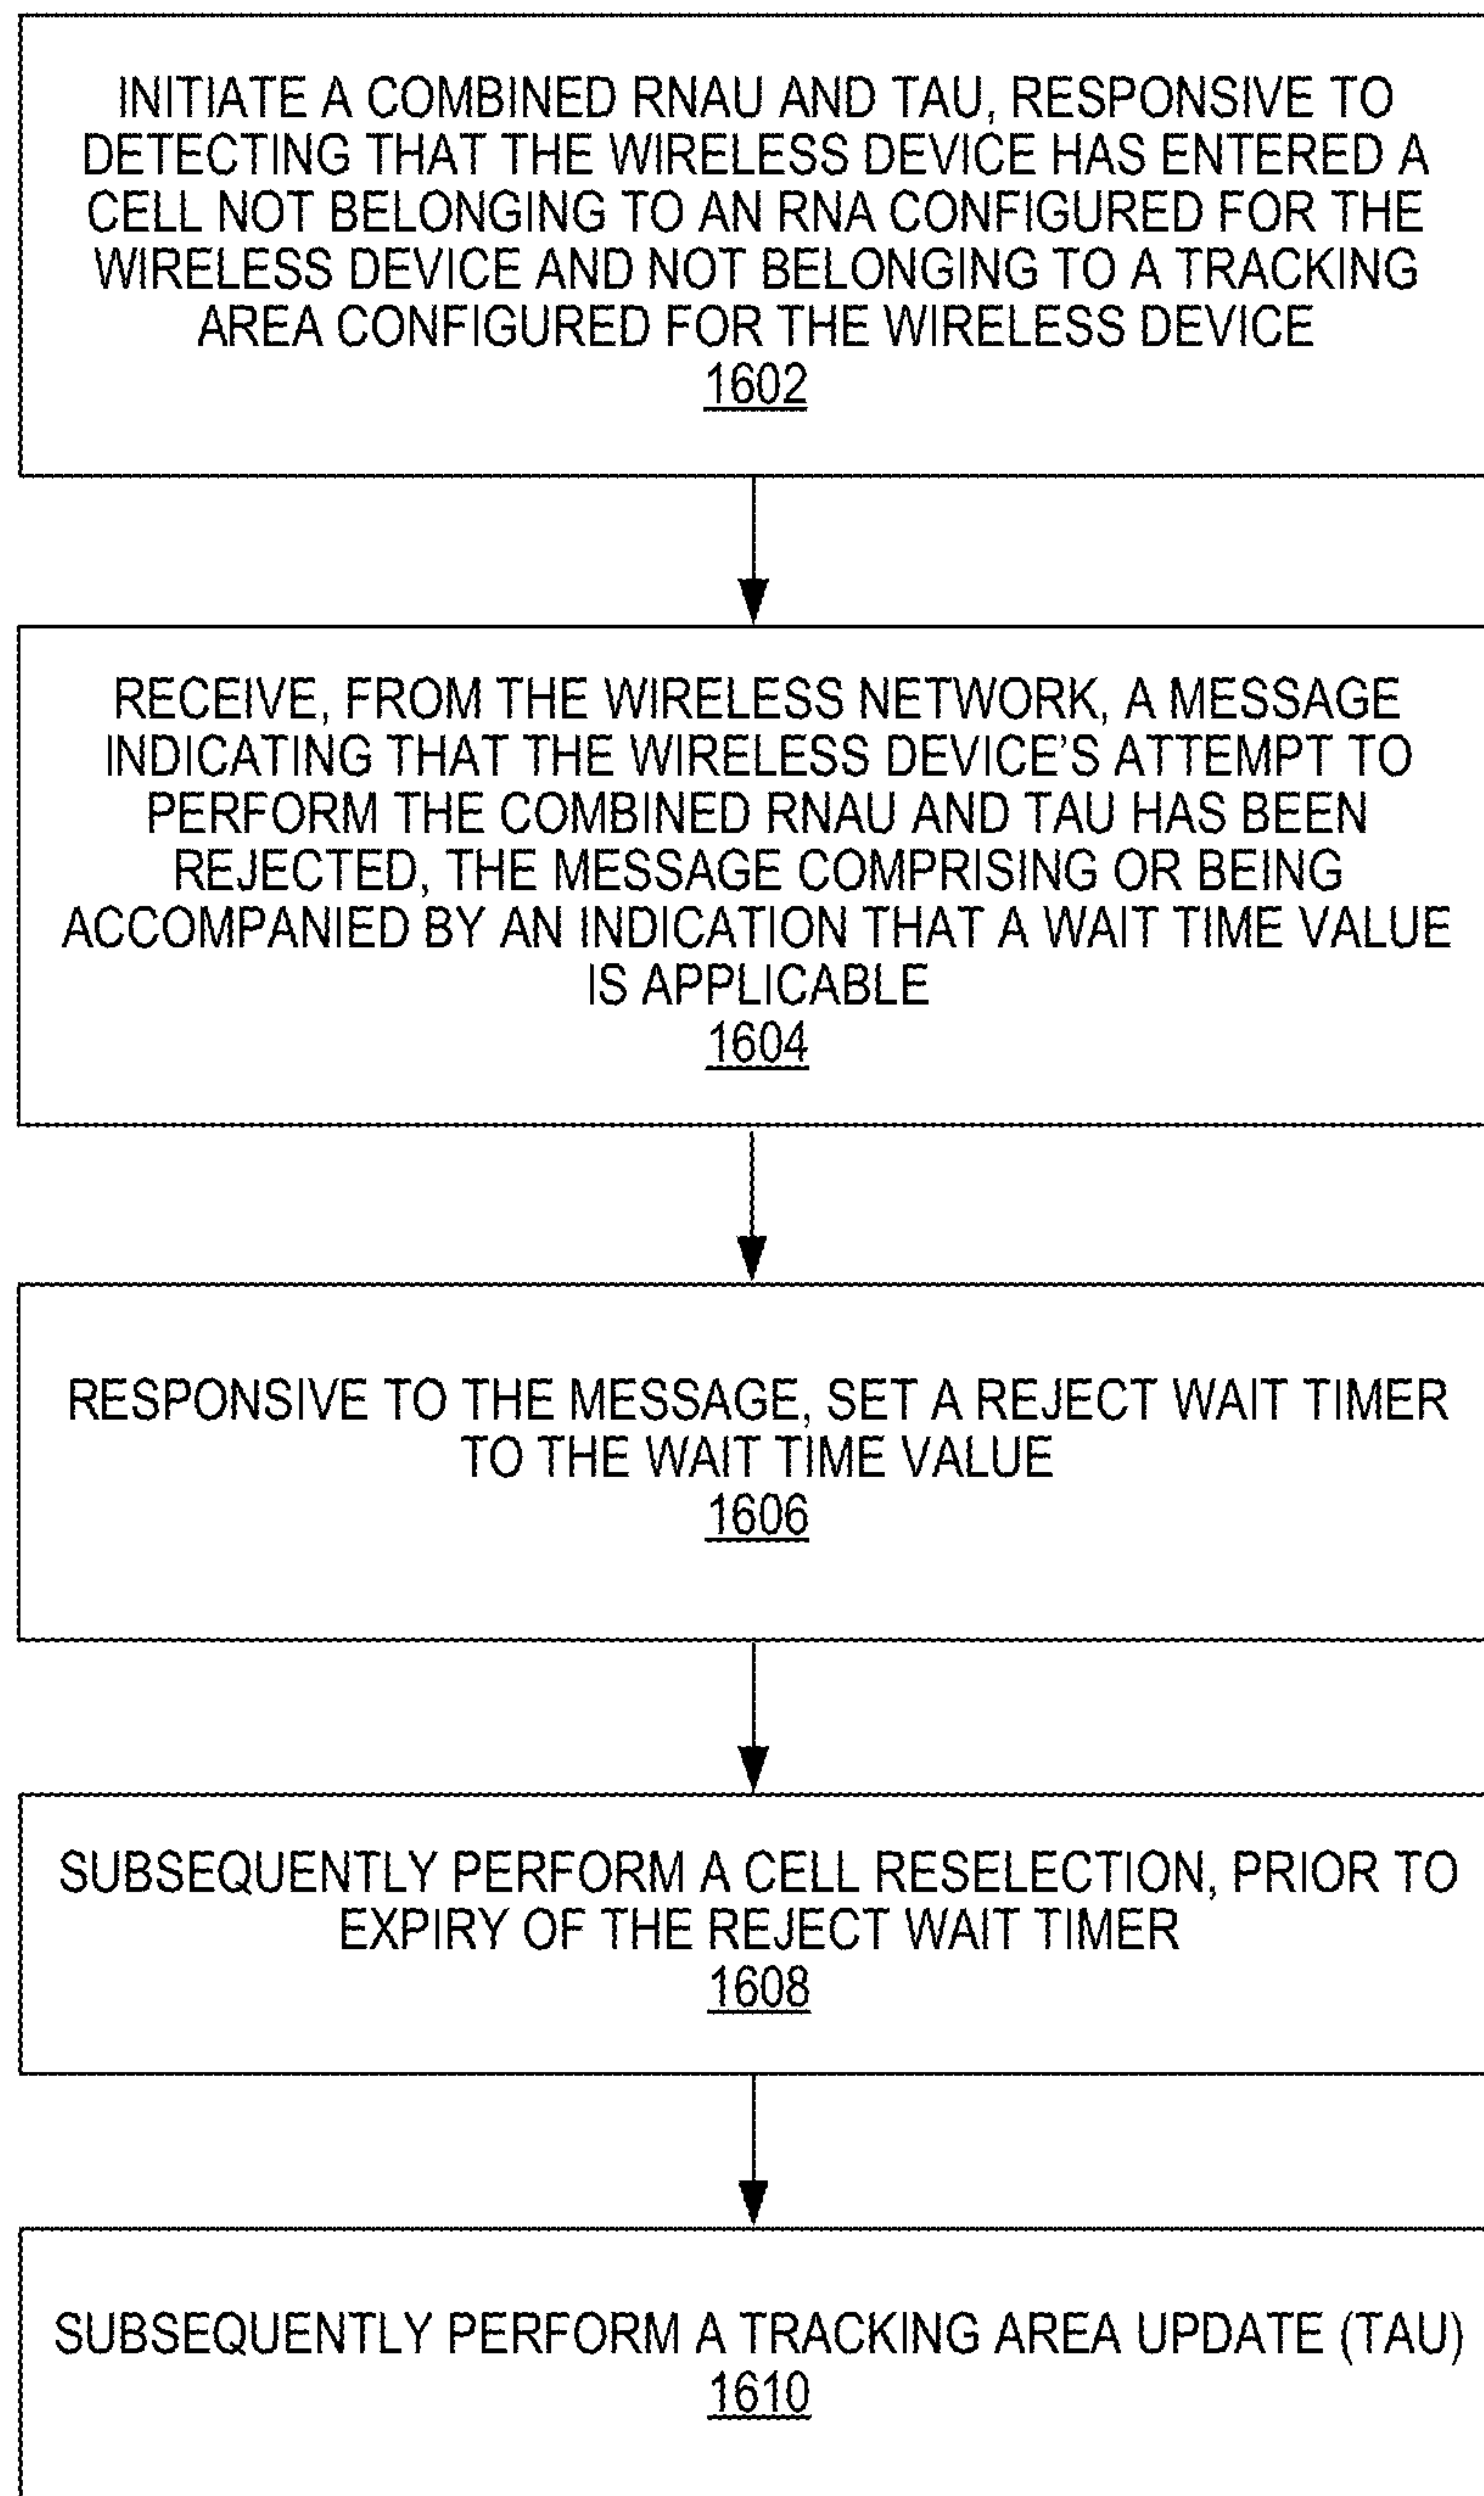 INITIATE A COMBINED RNAU AND TAU, RESPONSIVE TO
DETECTING THAT THE WIRELESS DEVICE HAS ENTERED A
CELL NOT BELONGING TO AN RNA CONFIGURED FOR THE
WIRELESS DEVICE AND NOT BELONGING TO A TRACKING
AREA CONFIGURED FOR THE WIRELESS DEVICE
1602
RECEIVE, FROM THE WIRELESS NETWORK, A MESSAGE
INDICATING THAT THE WIRELESS DEVICE'S ATTEMPT TO
PERFORM THE COMBINED RNAU AND TAU HAS BEEN
REJECTED, THE MESSAGE COMPRISING OR BEING
ACCOMPANIED BY AN INDICATION THAT A WAIT TIME VALUE
IS APPLICABLE
1604
RESPONSIVE TO THE MESSAGE, SET A REJECT WAIT TIMER
TO THE WAIT TIME VALUE
1606
SUBSEQUENTLY PERFORM A CELL RESELECTION, PRIOR TO
EXPIRY OF THE REJECT WAIT TIMER
1608
SUBSEQUENTLY PERFORM A TRACKING AREA UPDATE (TAU)
1610